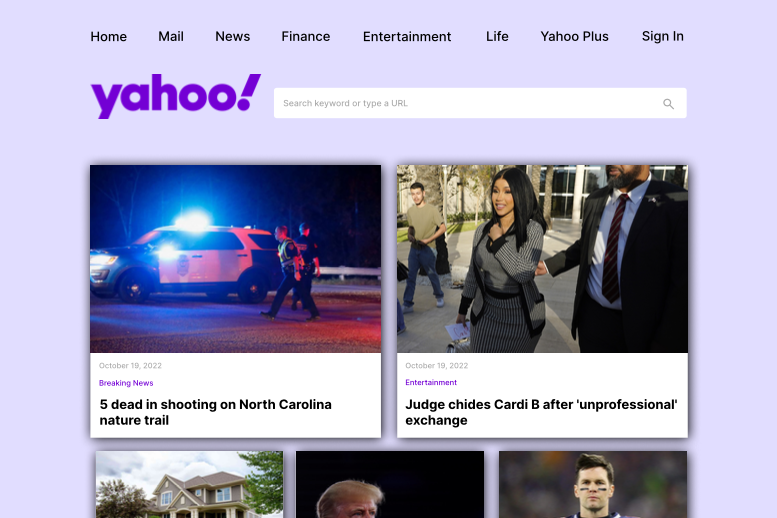 Home Mail News Finance Entertainment Life Yahoo Plus Sign In
yahoo!
Search keyword or type a URL
October 19, 2022
Breaking News
5 dead in shooting on North Carolina
nature trail
October 19, 2022
Entertainment
Judge chides Cardi B after 'unprofessional'
exchange